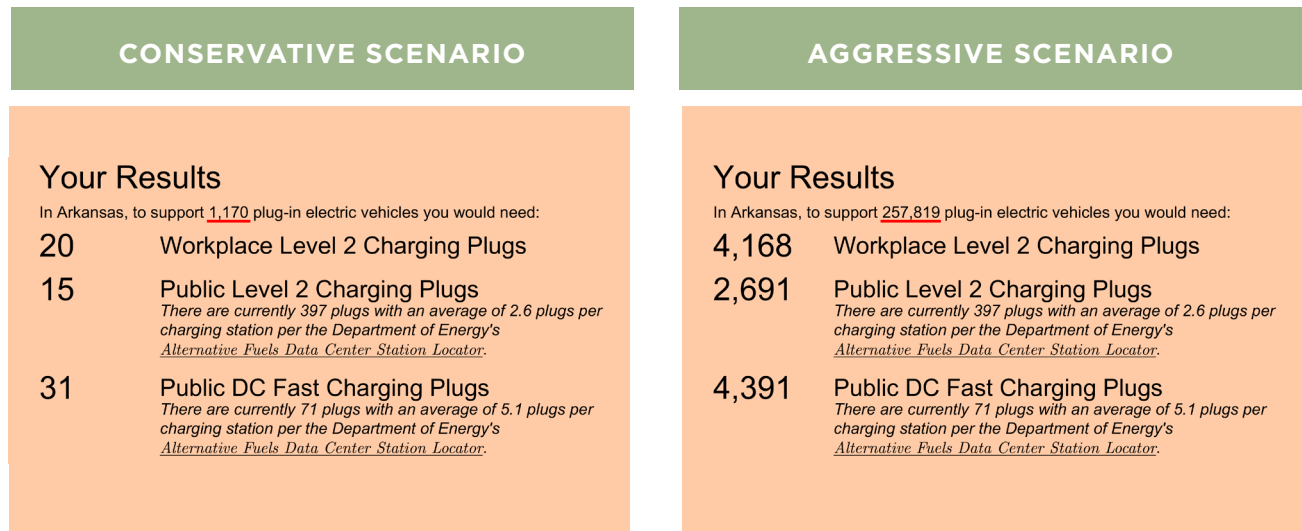 CONSERVATIVE SCENARIO
Your Results
In Arkansas, to support 1,170 plug-in electric vehicles you would need:
20 Workplace Level 2 Charging Plugs
15 Public Level 2 Charging Plugs
There are currently 397 plugs with an average of 2.6 plugs per
charging station per the Department of Energy's
Alternative Fuels Data Center Station Locator.
31 Public DC Fast Charging Plugs
There are currently 71 plugs with an average of 5.1 plugs per
charging station per the Department of Energy's
Alternative Fuels Data Center Station Locator.
AGGRESSIVE SCENARIO
Your Results
In Arkansas, to support 257,819 plug-in electric vehicles you would need:
4,168 Workplace Level 2 Charging Plugs
2,691 Public Level 2 Charging Plugs
There are currently 397 plugs with an average of 2.6 plugs per
charging station per the Department of Energy's
Alternative Fuels Data Center Station Locator.
4,391 Public DC Fast Charging Plugs
There are currently 71 plugs with an average of 5.1 plugs per
charging station per the Department of Energy's
Alternative Fuels Data Center Station Locator.